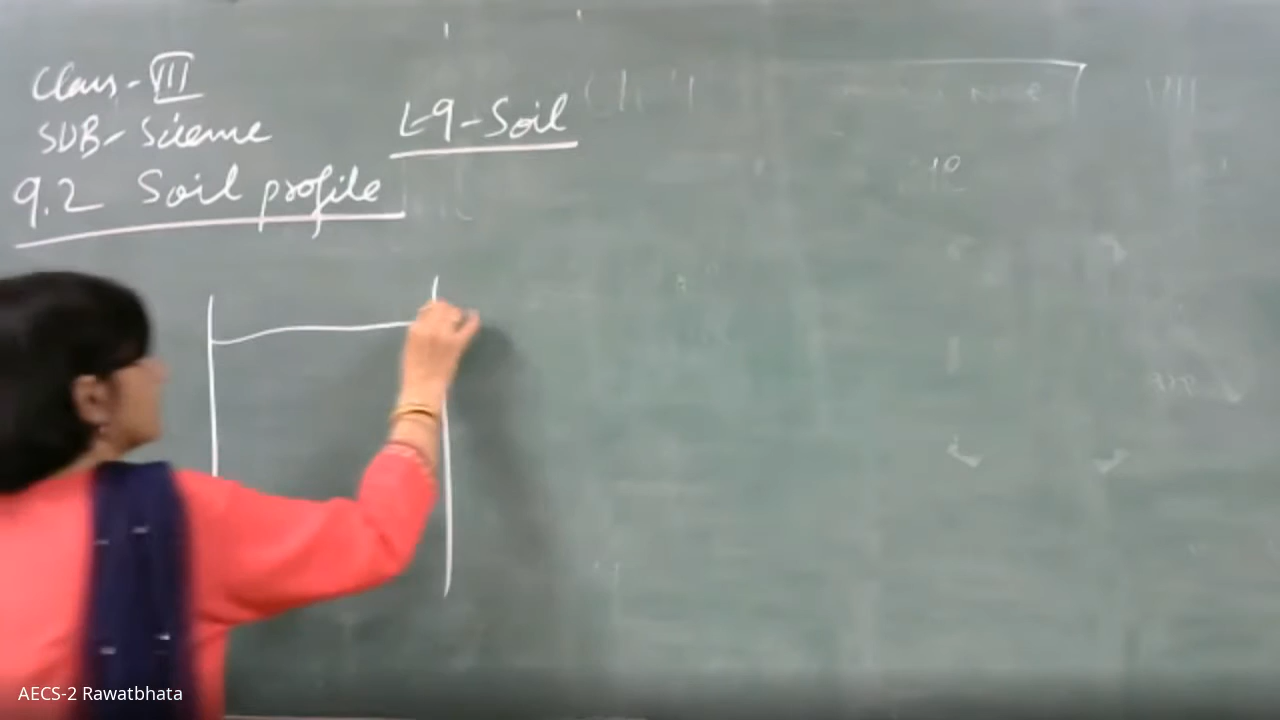 Class - VII
SUB - Science
L-9 - Soil
9.2 Soil profile
AECS-2 Rawatbhata